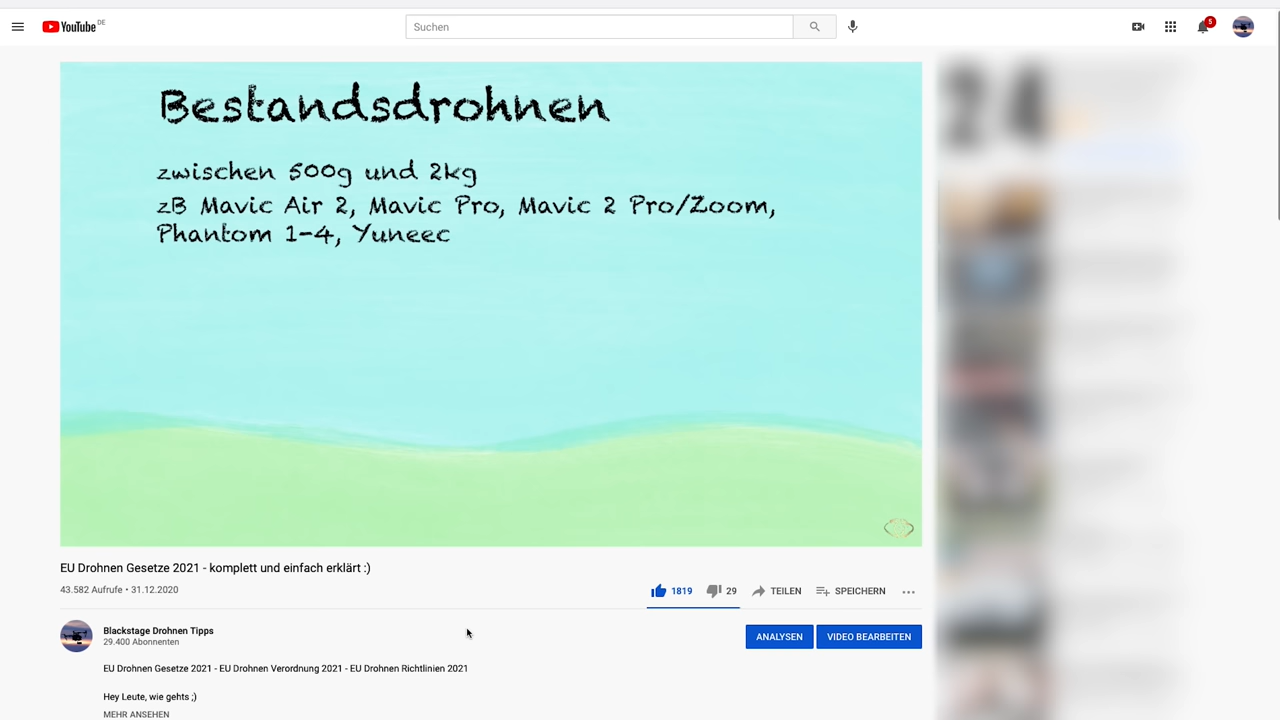 YouTube DE
Suchen
5
24
Bestandsdrohnen
zwischen 500g und 2kg
zB Mavic Air 2, Mavic Pro, Mavic 2 Pro/Zoom,
Phantom 1-4, Yuneec
EU Drohnen Gesetze 2021 - komplett und einfach erklärt :)
43.582 Aufrufe • 31.12.2020
1819 29 TEILEN SPEICHERN
Blackstage Drohnen Tipps
29.400 Abonnenten
ANALYSEN VIDEO BEARBEITEN
EU Drohnen Gesetze 2021 - EU Drohnen Verordnung 2021 - EU Drohnen Richtlinien 2021
Hey Leute, wie gehts ;)
MEHR ANSEHEN